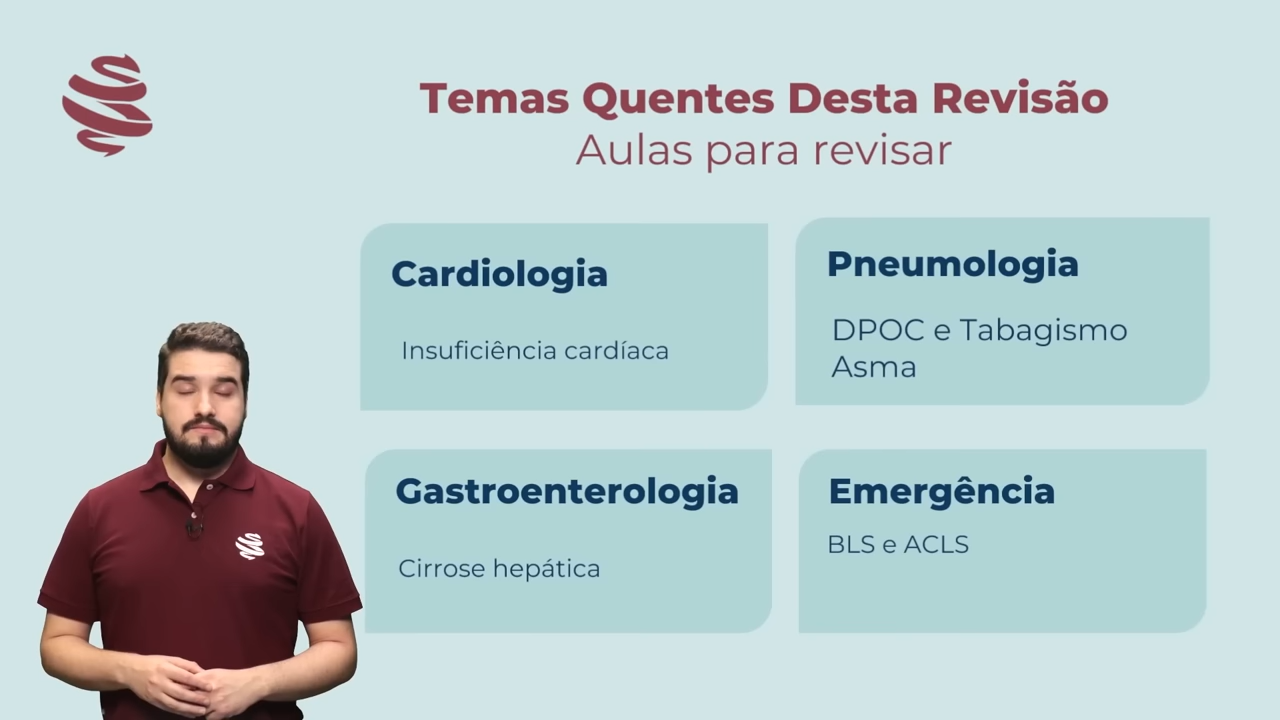 Temas Quentes Desta Revisão
Aulas para revisar
Cardiologia
Insuficiência cardíaca
Pneumologia
DPOC e Tabagismo
Asma
Gastroenterologia
Cirrose hepática
Emergência
BLS e ACLS